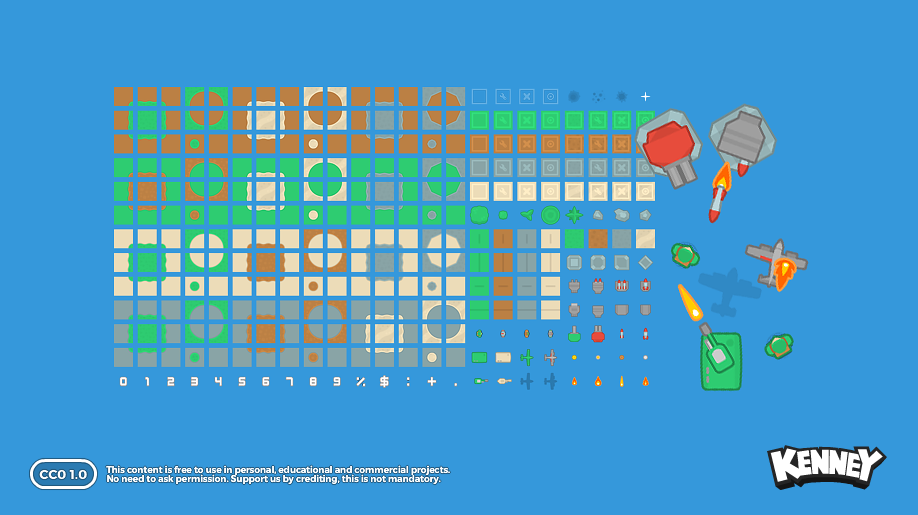 0 1 2 3 4 5 6 7 8 9 % $ : + .
CC0 1.0
This content is free to use in personal, educational and commercial projects.
No need to ask permission. Support us by crediting, this is not mandatory.
KENNEY